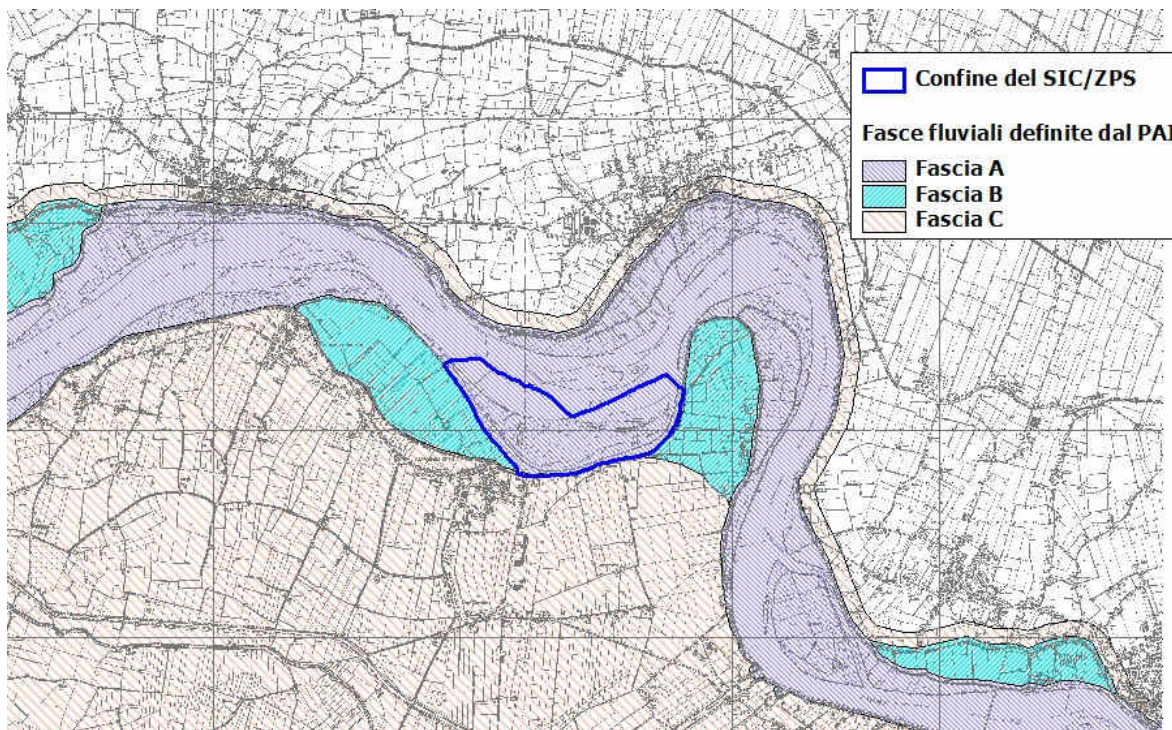 Confine del SIC/ZPS
Fasce fluviali definite dal PAI
Fascia A
Fascia B
Fascia C